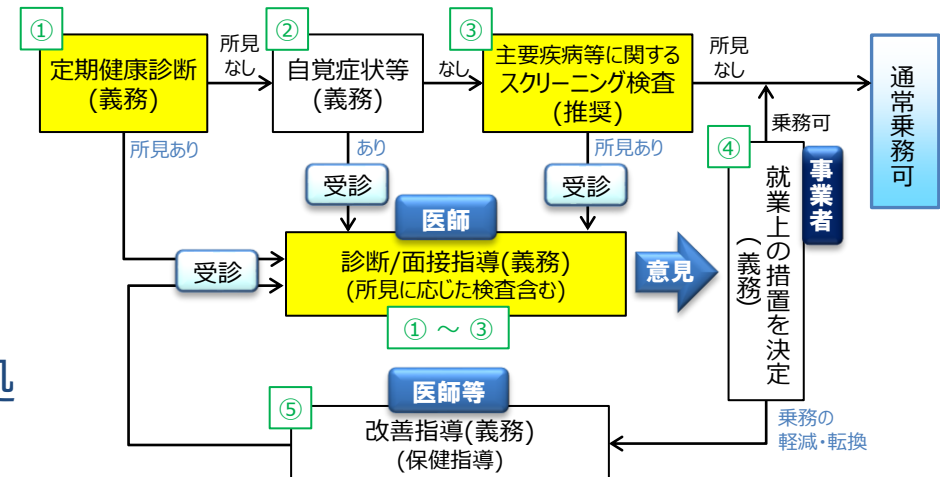 ①
定期健康診断
(義務)
所見
なし
②
自覚症状等
(義務)
なし
③
主要疾病等に関する
スクリーニング検査
(推奨)
所見
なし
通常乗務可
所見あり
あり
所見あり
乗務可
受診
受診
④
就業上の措置を決定
(義務)
事業者
医師
診断/面接指導(義務)
(所見に応じた検査含む)
受診
意見
① ～ ③
処
医師等
⑤
改善指導(義務)
(保健指導)
乗務の
軽減・転換